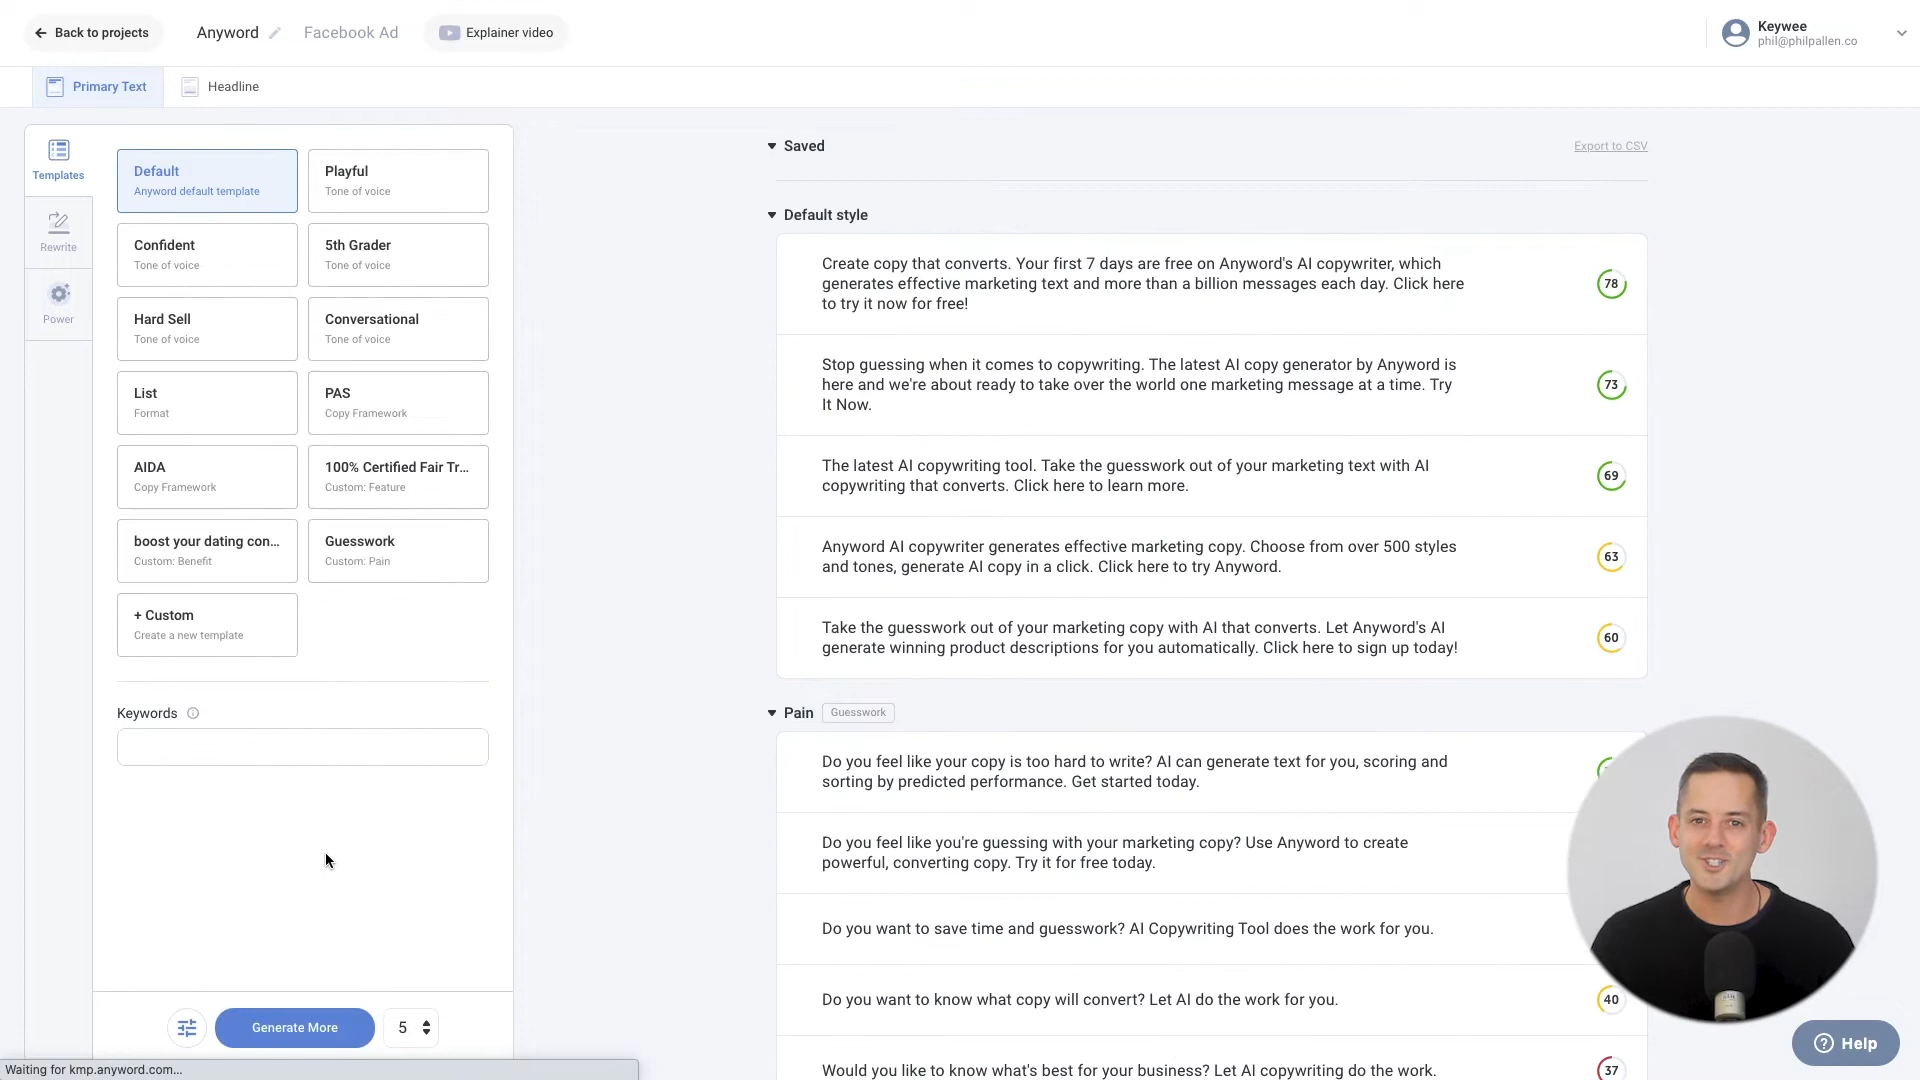 Back to projects
Anyword
Facebook Ad
Explainer video
Keywee
phil@philpallen.co
Primary Text
Headline
Templates
Rewrite
Power
Default
Anyword default template
Playful
Tone of voice
Confident
Tone of voice
5th Grader
Tone of voice
Hard Sell
Tone of voice
Conversational
Tone of voice
List
Format
PAS
Copy Framework
AIDA
Copy Framework
100% Certified Fair Tr...
Custom: Feature
boost your dating con...
Custom: Benefit
Guesswork
Custom: Pain
+ Custom
Create a new template
Keywords
Generate More
5
Waiting for kmp.anyword.com...
Saved
Export to CSV
Default style
Create copy that converts. Your first 7 days are free on Anyword's AI copywriter, which
generates effective marketing text and more than a billion messages each day. Click here
to try it now for free!
78
Stop guessing when it comes to copywriting. The latest AI copy generator by Anyword is
here and we're about ready to take over the world one marketing message at a time. Try
It Now.
73
The latest AI copywriting tool. Take the guesswork out of your marketing text with AI
copywriting that converts. Click here to learn more.
69
Anyword AI copywriter generates effective marketing copy. Choose from over 500 styles
and tones, generate AI copy in a click. Click here to try Anyword.
63
Take the guesswork out of your marketing copy with AI that converts. Let Anyword's AI
generate winning product descriptions for you automatically. Click here to sign up today!
60
Pain
Guesswork
Do you feel like your copy is too hard to write? AI can generate text for you, scoring and
sorting by predicted performance. Get started today.
Do you feel like you're guessing with your marketing copy? Use Anyword to create
powerful, converting copy. Try it for free today.
Do you want to save time and guesswork? AI Copywriting Tool does the work for you.
Do you want to know what copy will convert? Let AI do the work for you.
40
Would you like to know what's best for your business? Let AI copywriting do the work.
37
Help